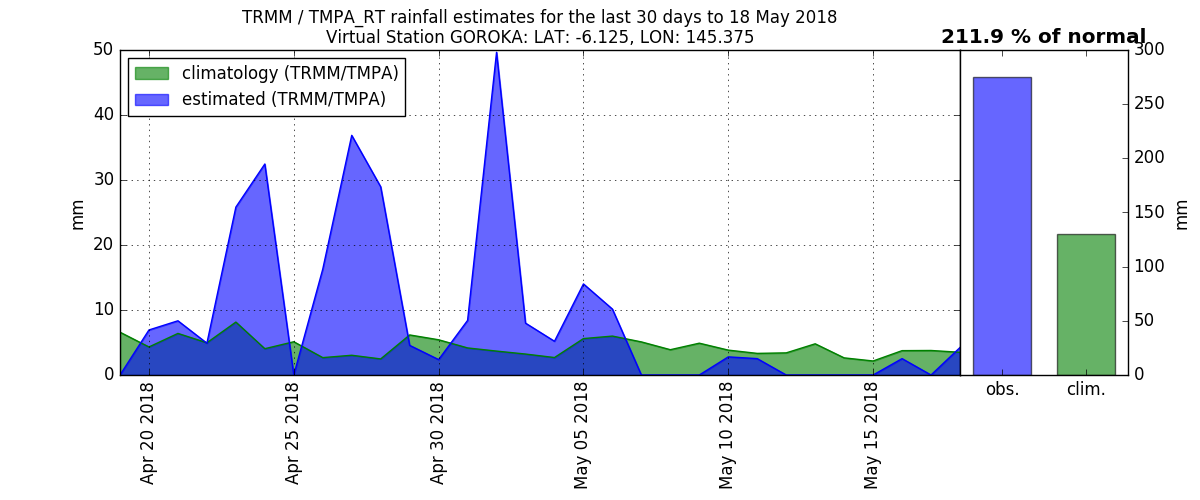 TRMM / TMPA_RT rainfall estimates for the last 30 days to 18 May 2018
Virtual Station GOROKA: LAT: -6.125, LON: 145.375
211.9 % of normal
climatology (TRMM/TMPA)
estimated (TRMM/TMPA)
mm
50
40
30
20
10
0
Apr 20 2018
Apr 25 2018
Apr 30 2018
May 05 2018
May 10 2018
May 15 2018
300
250
200
150
100
50
0
mm
obs.
clim.